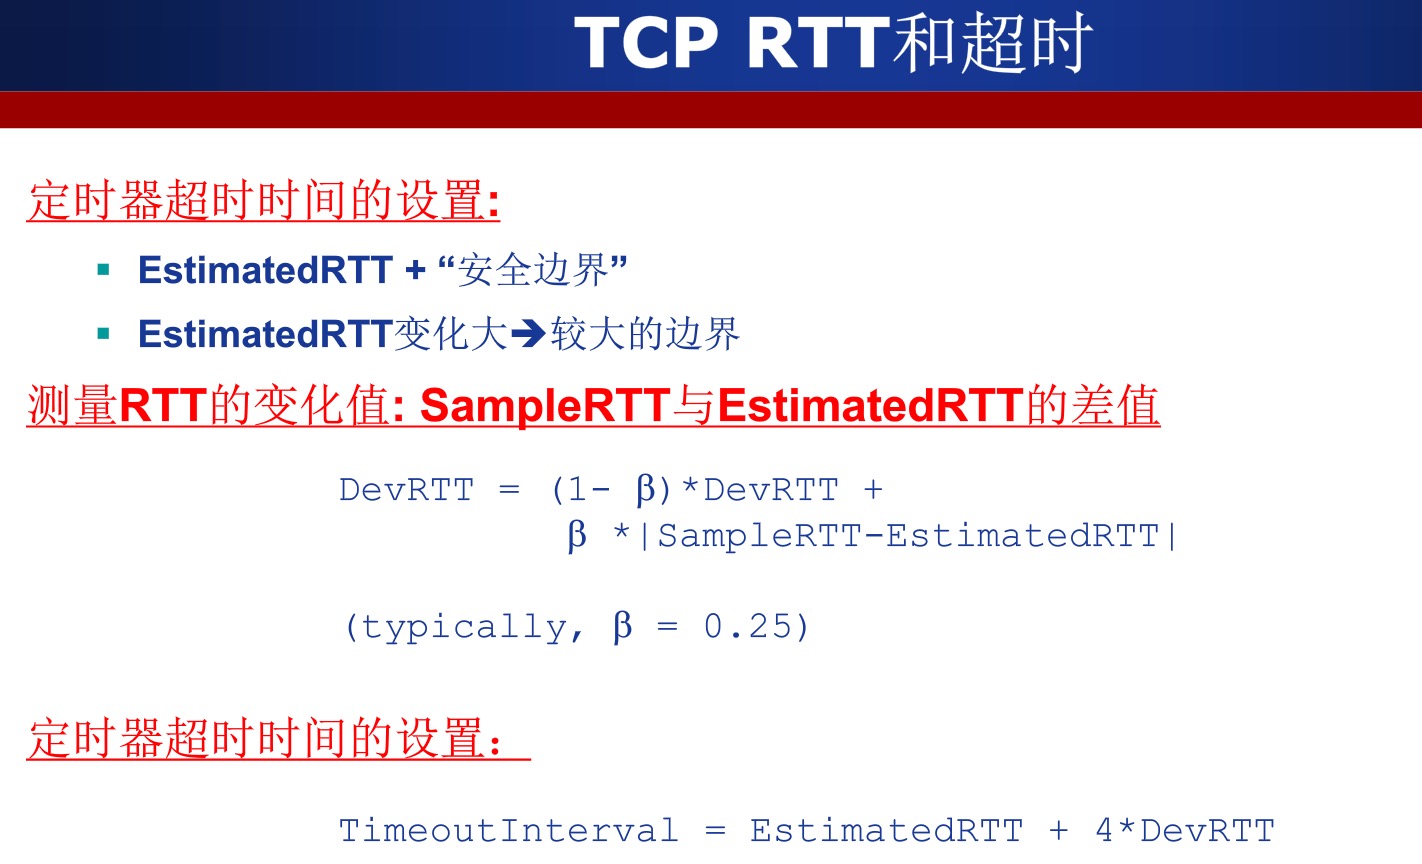 TCP RTT和超时
定时器超时时间的设置:
▪ EstimatedRTT + “安全边界”
▪ EstimatedRTT变化大➔较大的边界
测量RTT的变化值: SampleRTT与EstimatedRTT的差值
DevRTT = (1- β)*DevRTT +
β *|SampleRTT-EstimatedRTT|
(typically, β = 0.25)
定时器超时时间的设置：
TimeoutInterval = EstimatedRTT + 4*DevRTT